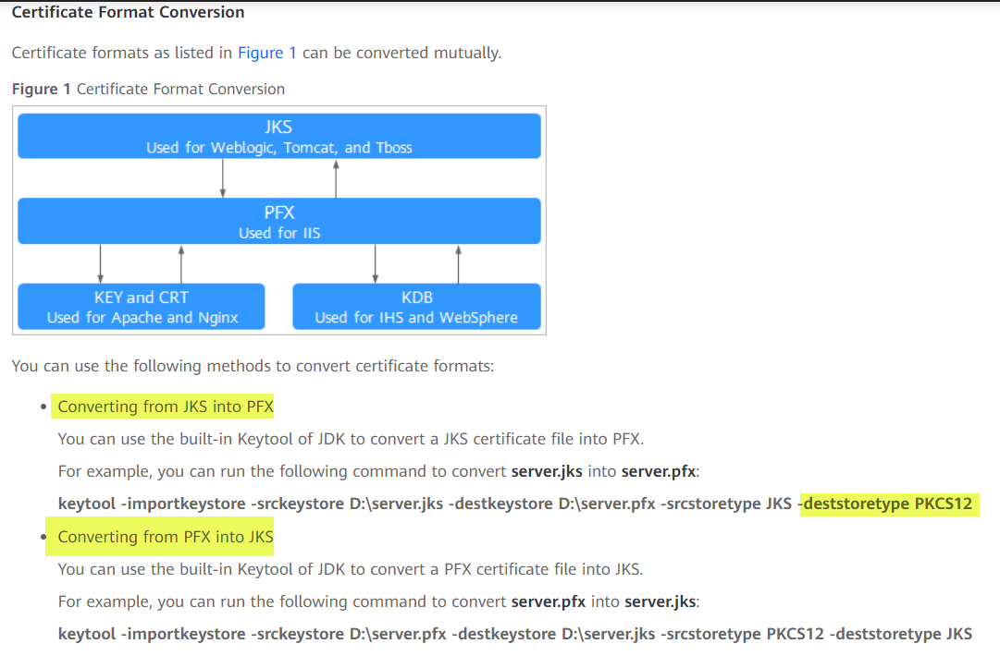 Certificate Format Conversion
Certificate formats as listed in Figure 1 can be converted mutually.
Figure 1 Certificate Format Conversion
JKS
Used for Weblogic, Tomcat, and Tboss
PFX
Used for IIS
KEY and CRT
Used for Apache and Nginx
KDB
Used for IHS and WebSphere
You can use the following methods to convert certificate formats:
• Converting from JKS into PFX
You can use the built-in Keytool of JDK to convert a JKS certificate file into PFX.
For example, you can run the following command to convert server.jks into server.pfx:
keytool -importkeystore -srckeystore D:\server.jks -destkeystore D:\server.pfx -srcstoretype JKS -deststoretype PKCS12
• Converting from PFX into JKS
You can use the built-in Keytool of JDK to convert a PFX certificate file into JKS.
For example, you can run the following command to convert server.pfx into server.jks:
keytool -importkeystore -srckeystore D:\server.pfx -destkeystore D:\server.jks -srcstoretype PKCS12 -deststoretype JKS